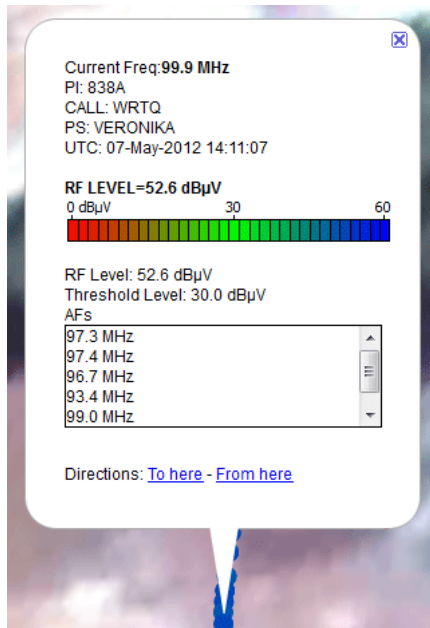 Current Freq:99.9 MHz
PI: 838A
CALL: WRTQ
PS: VERONIKA
UTC: 07-May-2012 14:11:07
RF LEVEL=52.6 dBµV
0 dBµV 30 60
RF Level: 52.6 dBµV
Threshold Level: 30.0 dBµV
AFs
97.3 MHz
97.4 MHz
96.7 MHz
93.4 MHz
99.0 MHz
Directions: To here - From here